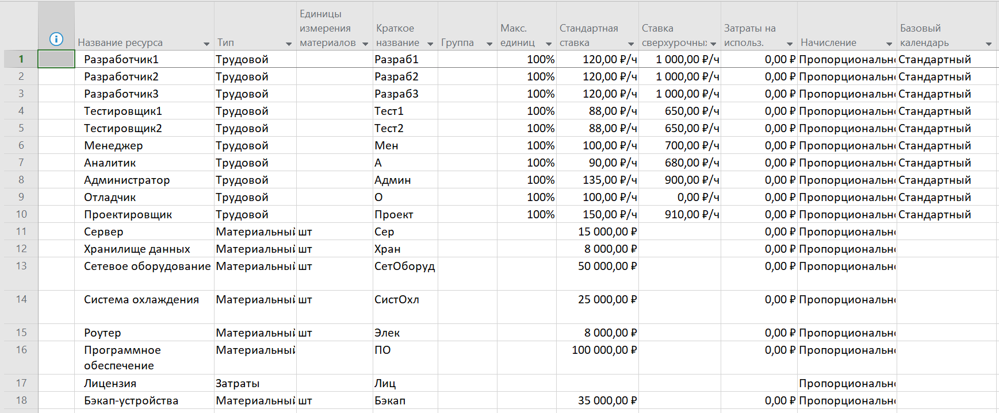 Название ресурса Тип Единицы измерения материалов Краткое название Группа Макс. единиц Стандартная ставка Ставка сверхурочны: Затраты на использ. Начисление Базовый календарь
1 Разработчик1 Трудовой Разраб1 100% 120,00 ₽/ч 1 000,00 ₽/ч 0,00 ₽ Пропорциональн Стандартный
2 Разработчик2 Трудовой Разраб2 100% 120,00 ₽/ч 1 000,00 ₽/ч 0,00 ₽ Пропорциональн Стандартный
3 Разработчик3 Трудовой Разраб3 100% 120,00 ₽/ч 1 000,00 ₽/ч 0,00 ₽ Пропорциональн Стандартный
4 Тестировщик1 Трудовой Тест1 100% 88,00 ₽/ч 650,00 ₽/ч 0,00 ₽ Пропорциональн Стандартный
5 Тестировщик2 Трудовой Тест2 100% 88,00 ₽/ч 650,00 ₽/ч 0,00 ₽ Пропорциональн Стандартный
6 Менеджер Трудовой Мен 100% 100,00 ₽/ч 700,00 ₽/ч 0,00 ₽ Пропорциональн Стандартный
7 Аналитик Трудовой А 100% 90,00 ₽/ч 680,00 ₽/ч 0,00 ₽ Пропорциональн Стандартный
8 Администратор Трудовой Админ 100% 135,00 ₽/ч 900,00 ₽/ч 0,00 ₽ Пропорциональн Стандартный
9 Отладчик Трудовой О 100% 100,00 ₽/ч 0,00 ₽/ч 0,00 ₽ Пропорциональн Стандартный
10 Проектировщик Трудовой Проект 100% 150,00 ₽/ч 910,00 ₽/ч 0,00 ₽ Пропорциональн Стандартный
11 Сервер Материальный шт Сер 15 000,00 ₽ 0,00 ₽ Пропорциональн
12 Хранилище данных Материальный шт Хран 8 000,00 ₽ 0,00 ₽ Пропорциональн
13 Сетевое оборудование Материальный шт СетОборуд 50 000,00 ₽ 0,00 ₽ Пропорциональн
14 Система охлаждения Материальный шт СистОхл 25 000,00 ₽ 0,00 ₽ Пропорциональн
15 Роутер Материальный шт Элек 8 000,00 ₽ 0,00 ₽ Пропорциональн
16 Программное обеспечение Материальный ПО 100 000,00 ₽ 0,00 ₽ Пропорциональн
17 Лицензия Затраты Лиц Пропорциональн
18 Бэкап-устройства Материальный шт Бэкап 35 000,00 ₽ 0,00 ₽ Пропорциональн